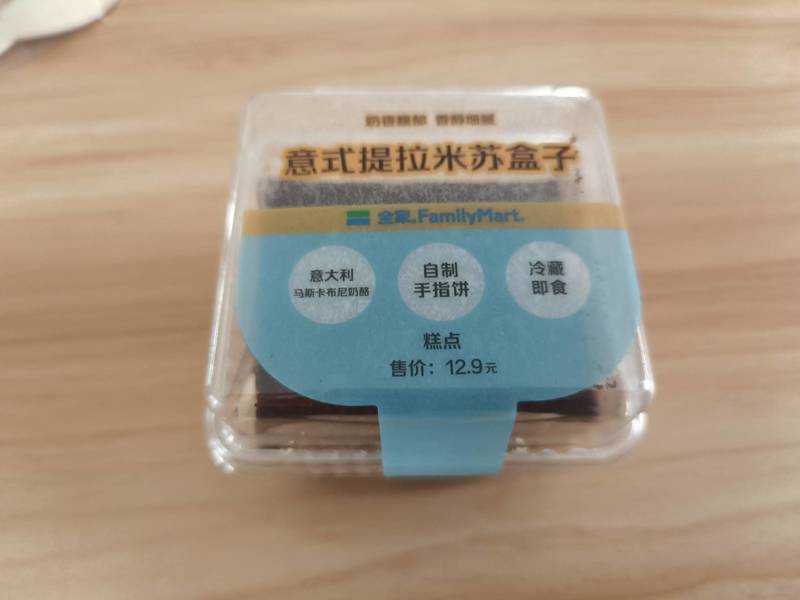 奶香馥郁 香醇细腻
意式提拉米苏盒子
全家 FamilyMart
意大利
马斯卡布尼奶酪
自制
手指饼
冷藏
即食
糕点
售价：12.9元